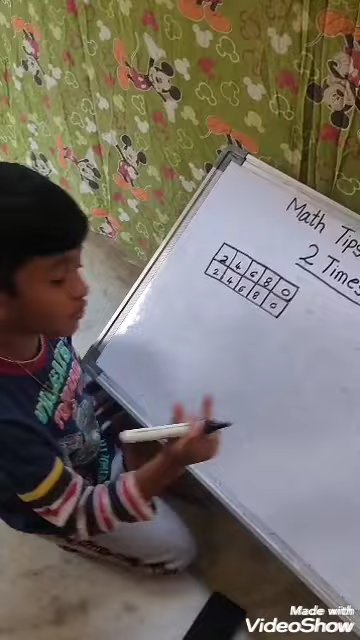 Math Tips
2 Times
2 4 6 8 0
2 4 6 8 0
Made with
VideoShow